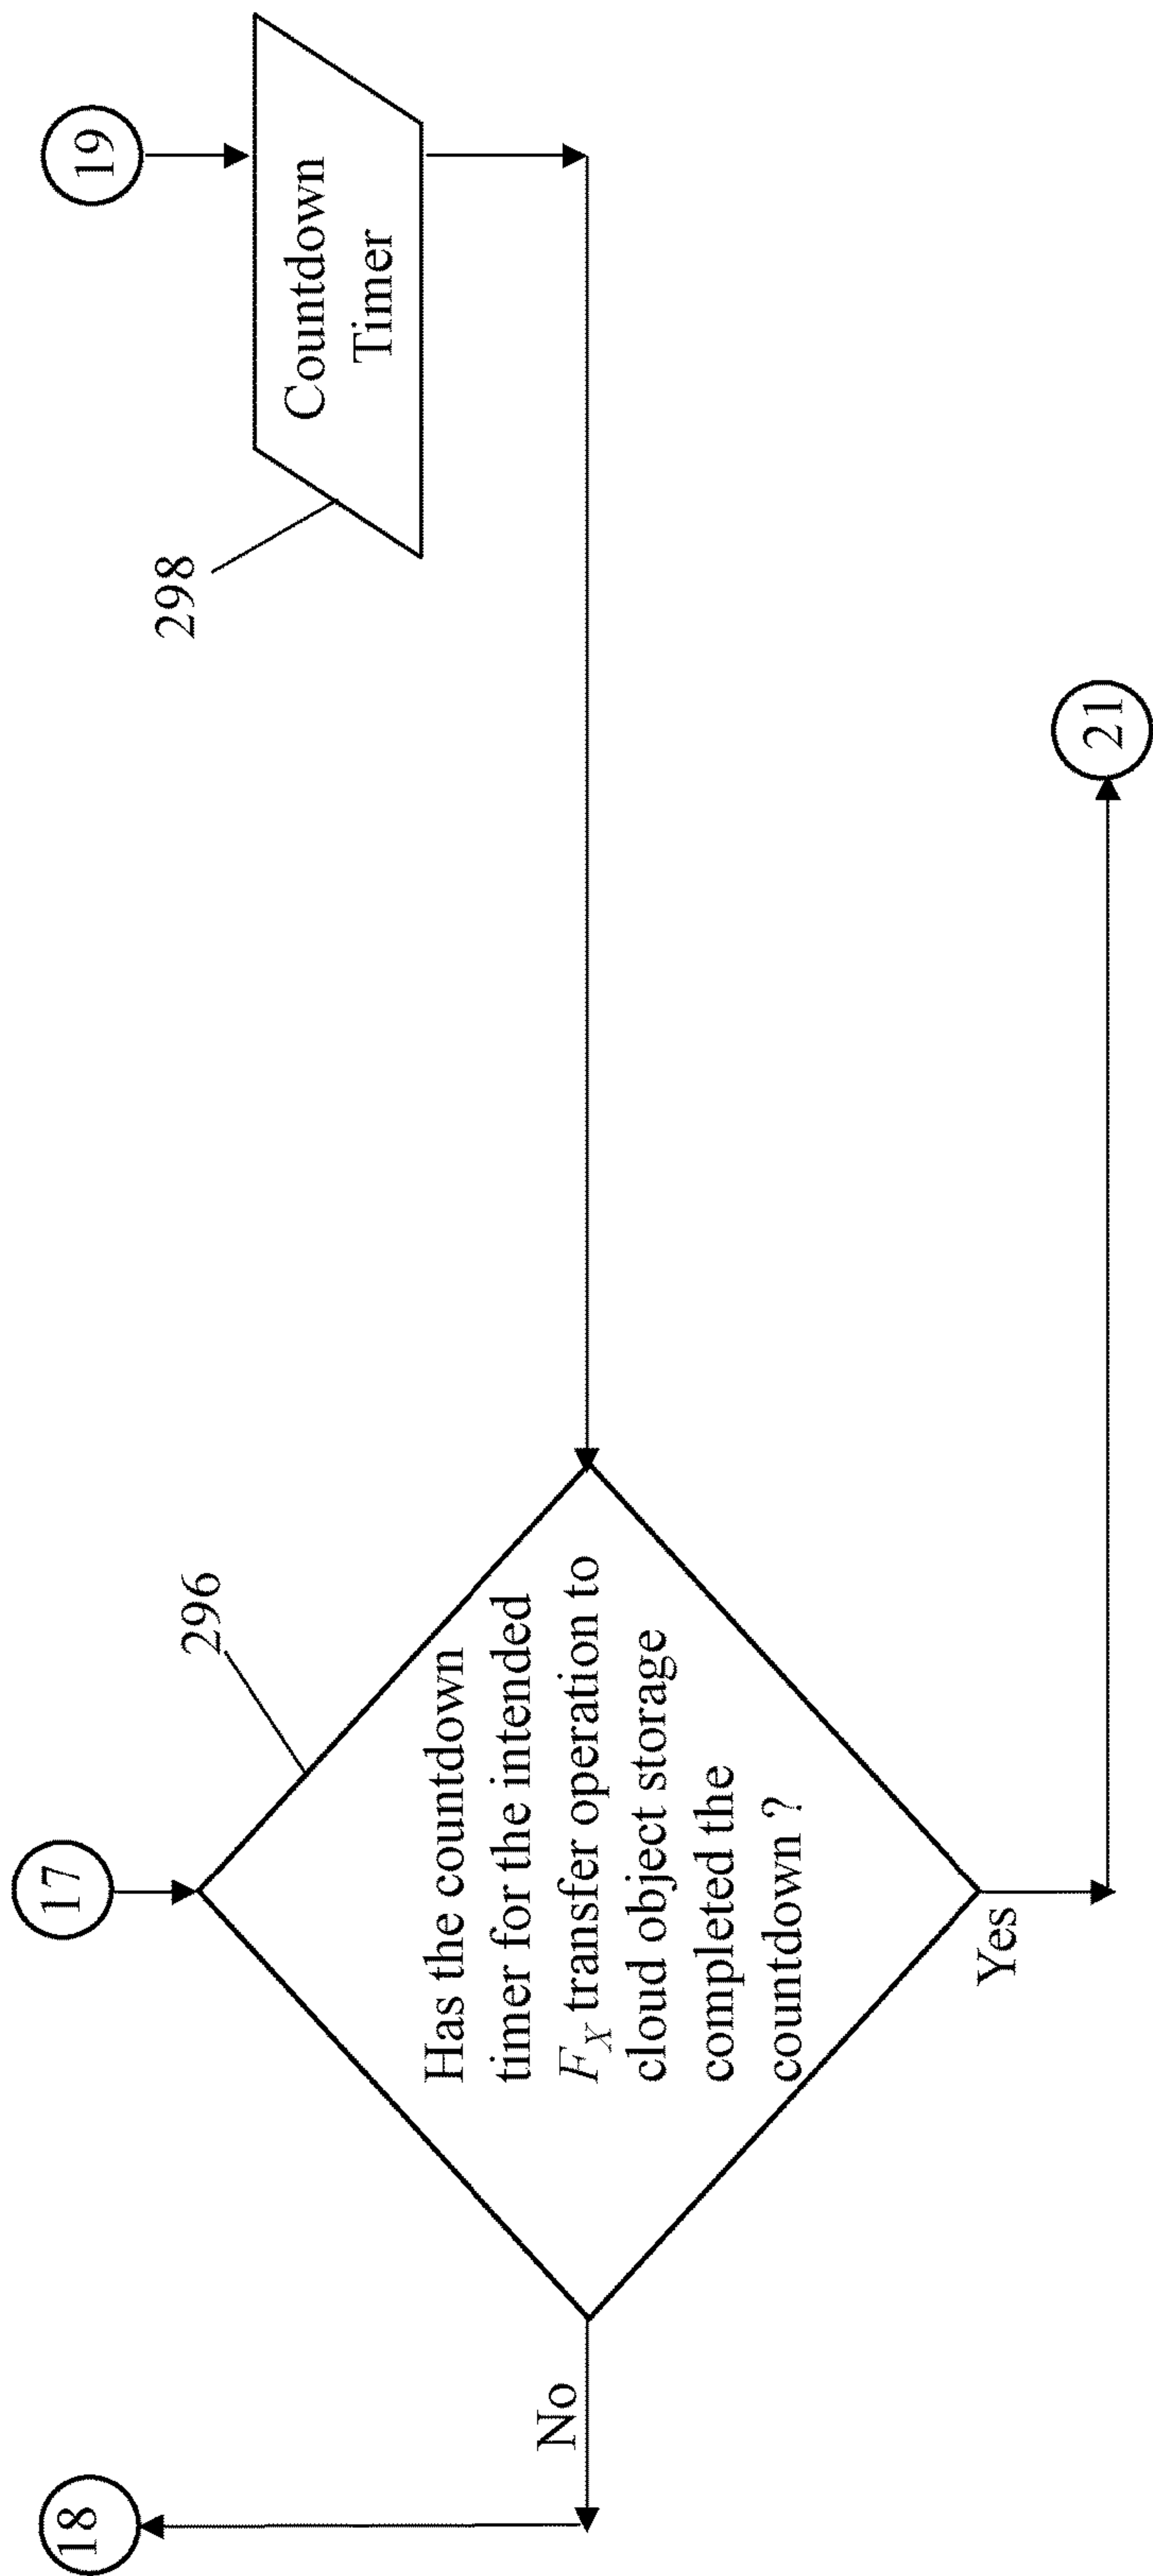 18
17
19
296
298
Has the countdown
timer for the intended
F_X transfer operation to
cloud object storage
completed the
countdown ?
Countdown
Timer
No
Yes
21